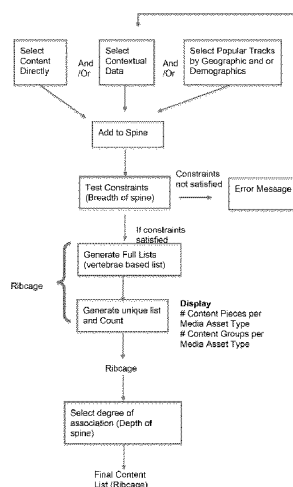 Select
Content
Directly
And
/Or
Select
Contextual
Data
And
/Or
Select Popular Tracks
by Geographic and or
Demographics
Add to Spine
Test Constraints
(Breadth of spine)
Constraints
not satisfied
Error Message
If constraints
satisfied
Generate Full Lists
(vertebrae based list)
Ribcage
Generate unique list
and Count
Display
# Content Pieces per
Media Asset Type
# Content Groups per
Media Asset Type
Ribcage
Select degree of
association (Depth of
spine)
Final Content
List (Ribcage)